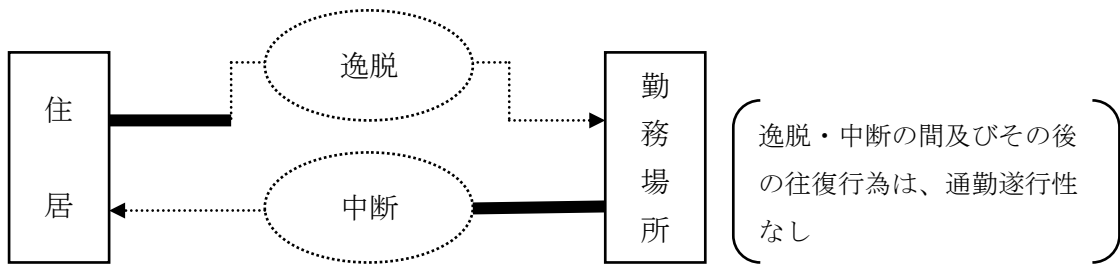 住居
逸脱
中断
勤務場所
逸脱・中断の間及びその後
の往復行為は、通勤遂行性
なし